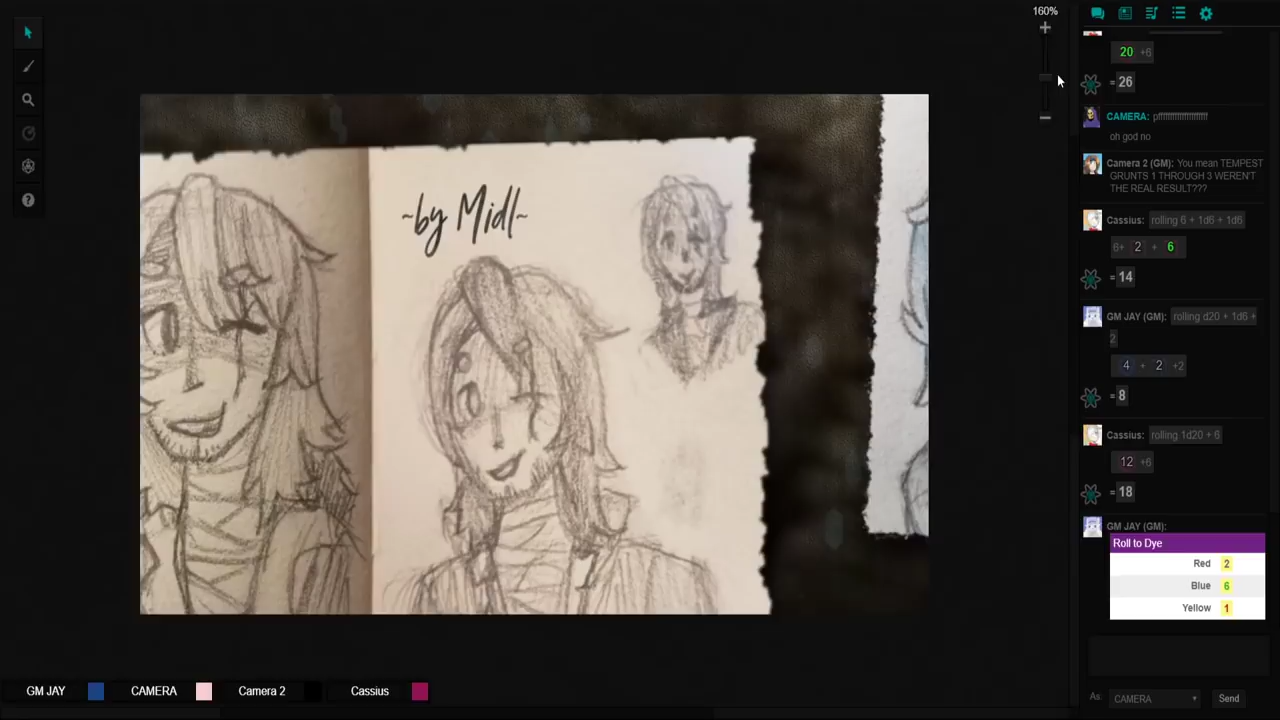 160%
~by Midl~
20 +6
=26
CAMERA: pffffffffffffffffffffff
oh god no
Camera 2 (GM): You mean TEMPEST
GRUNTS 1 THROUGH 3 WEREN'T
THE REAL RESULT???
Cassius: rolling 6 + 1d6 + 1d6
6+ 2 + 6
=14
GM JAY (GM): rolling d20 + 1d6 +
2
4 + 2 +2
=8
Cassius: rolling 1d20 + 6
12 +6
=18
GM JAY (GM):
Roll to Dye
Red 2
Blue 6
Yellow 1
As: CAMERA Send
GM JAY CAMERA Camera 2 Cassius